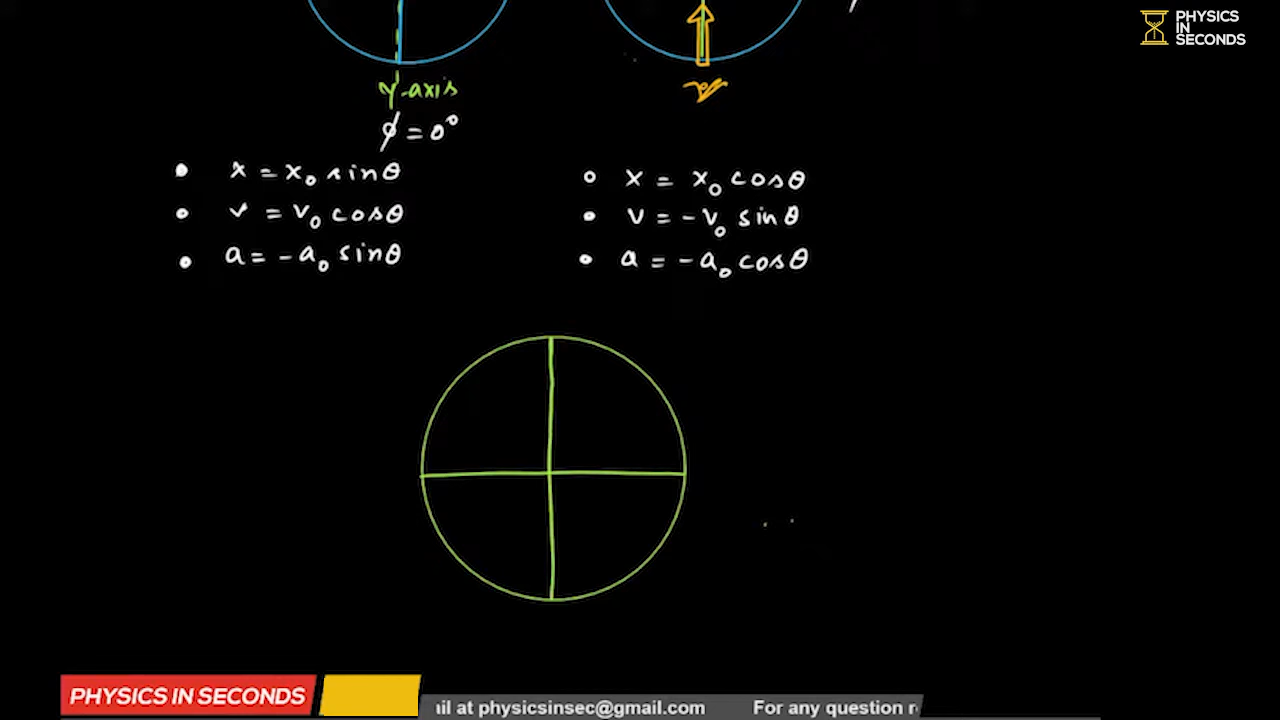 PHYSICS
IN
SECONDS
Y-axis
ϕ = 0°
• x = x₀ sinθ
• v = v₀ cosθ
• a = -a₀ sinθ
• x = x₀ cosθ
• v = -v₀ sinθ
• a = -a₀ cosθ
PHYSICS IN SECONDS
il at physicsinsec@gmail.com For any question